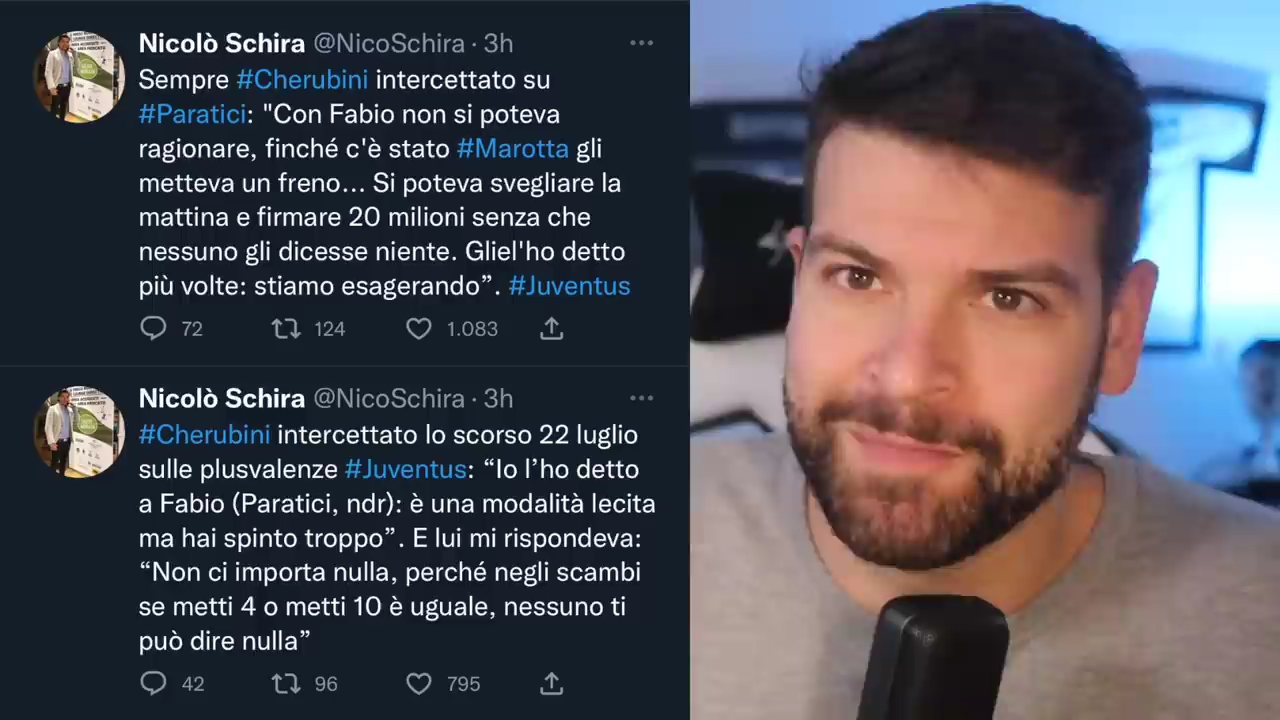 Nicolò Schira @NicoSchira · 3h
Sempre #Cherubini intercettato su
#Paratici: "Con Fabio non si poteva
ragionare, finché c'è stato #Marotta gli
metteva un freno... Si poteva svegliare la
mattina e firmare 20 milioni senza che
nessuno gli dicesse niente. Gliel'ho detto
più volte: stiamo esagerando”. #Juventus
72 124 1.083
Nicolò Schira @NicoSchira · 3h
#Cherubini intercettato lo scorso 22 luglio
sulle plusvalenze #Juventus: “Io l’ho detto
a Fabio (Paratici, ndr): è una modalità lecita
ma hai spinto troppo”. E lui mi rispondeva:
“Non ci importa nulla, perché negli scambi
se metti 4 o metti 10 è uguale, nessuno ti
può dire nulla”
42 96 795